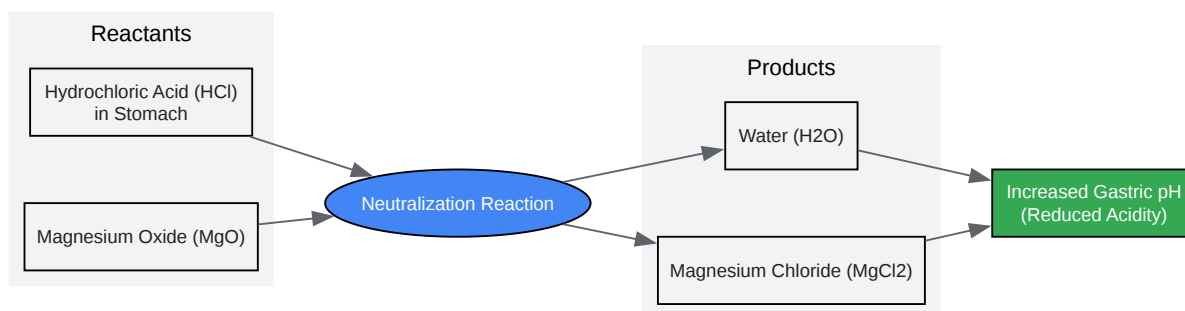 Reactants
Hydrochloric Acid (HCl)
in Stomach
Magnesium Oxide (MgO)
Neutralization Reaction
Products
Water (H2O)
Magnesium Chloride (MgCl2)
Increased Gastric pH
(Reduced Acidity)